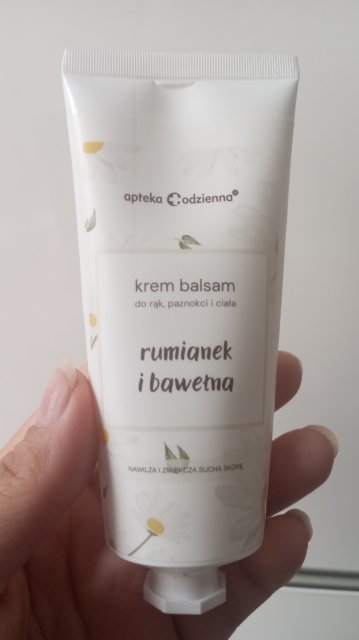 apteka codzienna®
krem balsam
do rąk, paznokci i ciała
rumianek
i bawełna
NAWILŻA I ZMIĘKCZA SUCHĄ SKÓRĘ